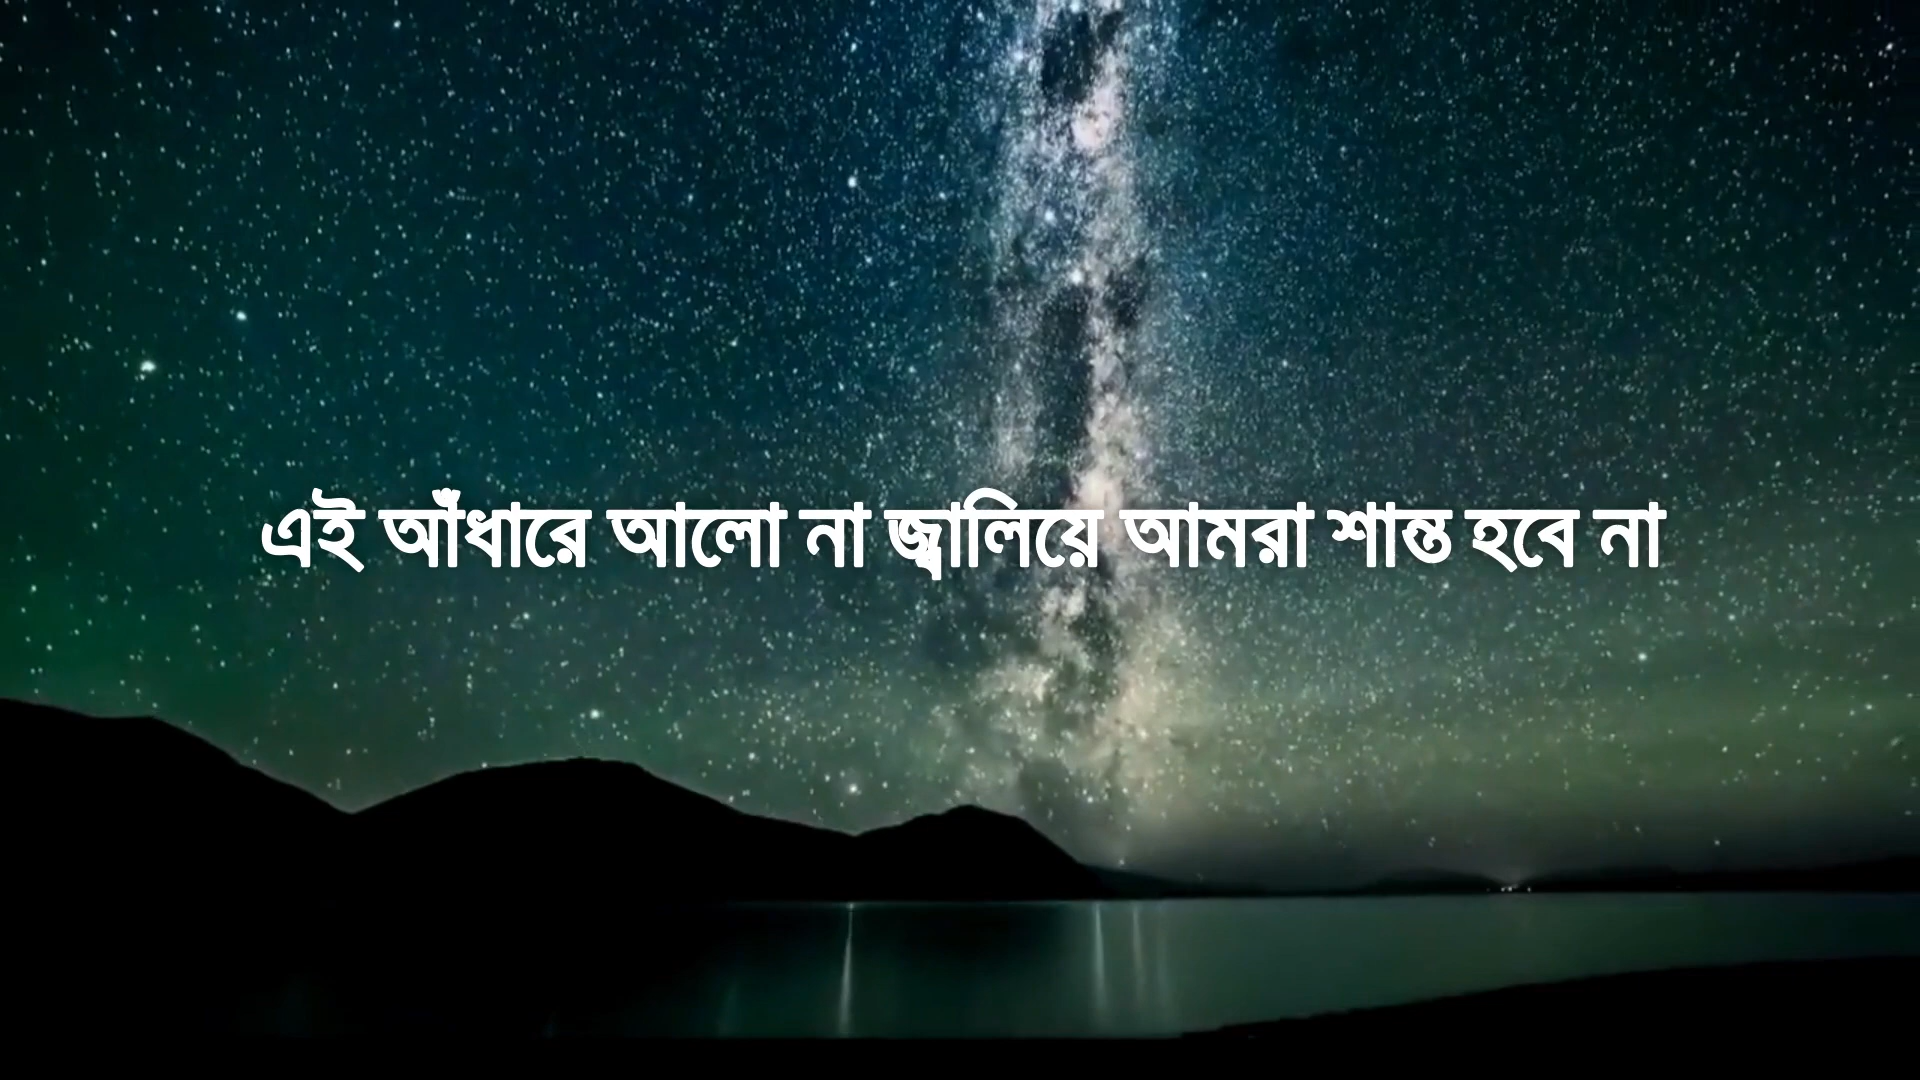 এই আঁধারে আলো না জ্বালিয়ে আমরা শান্ত হবে না